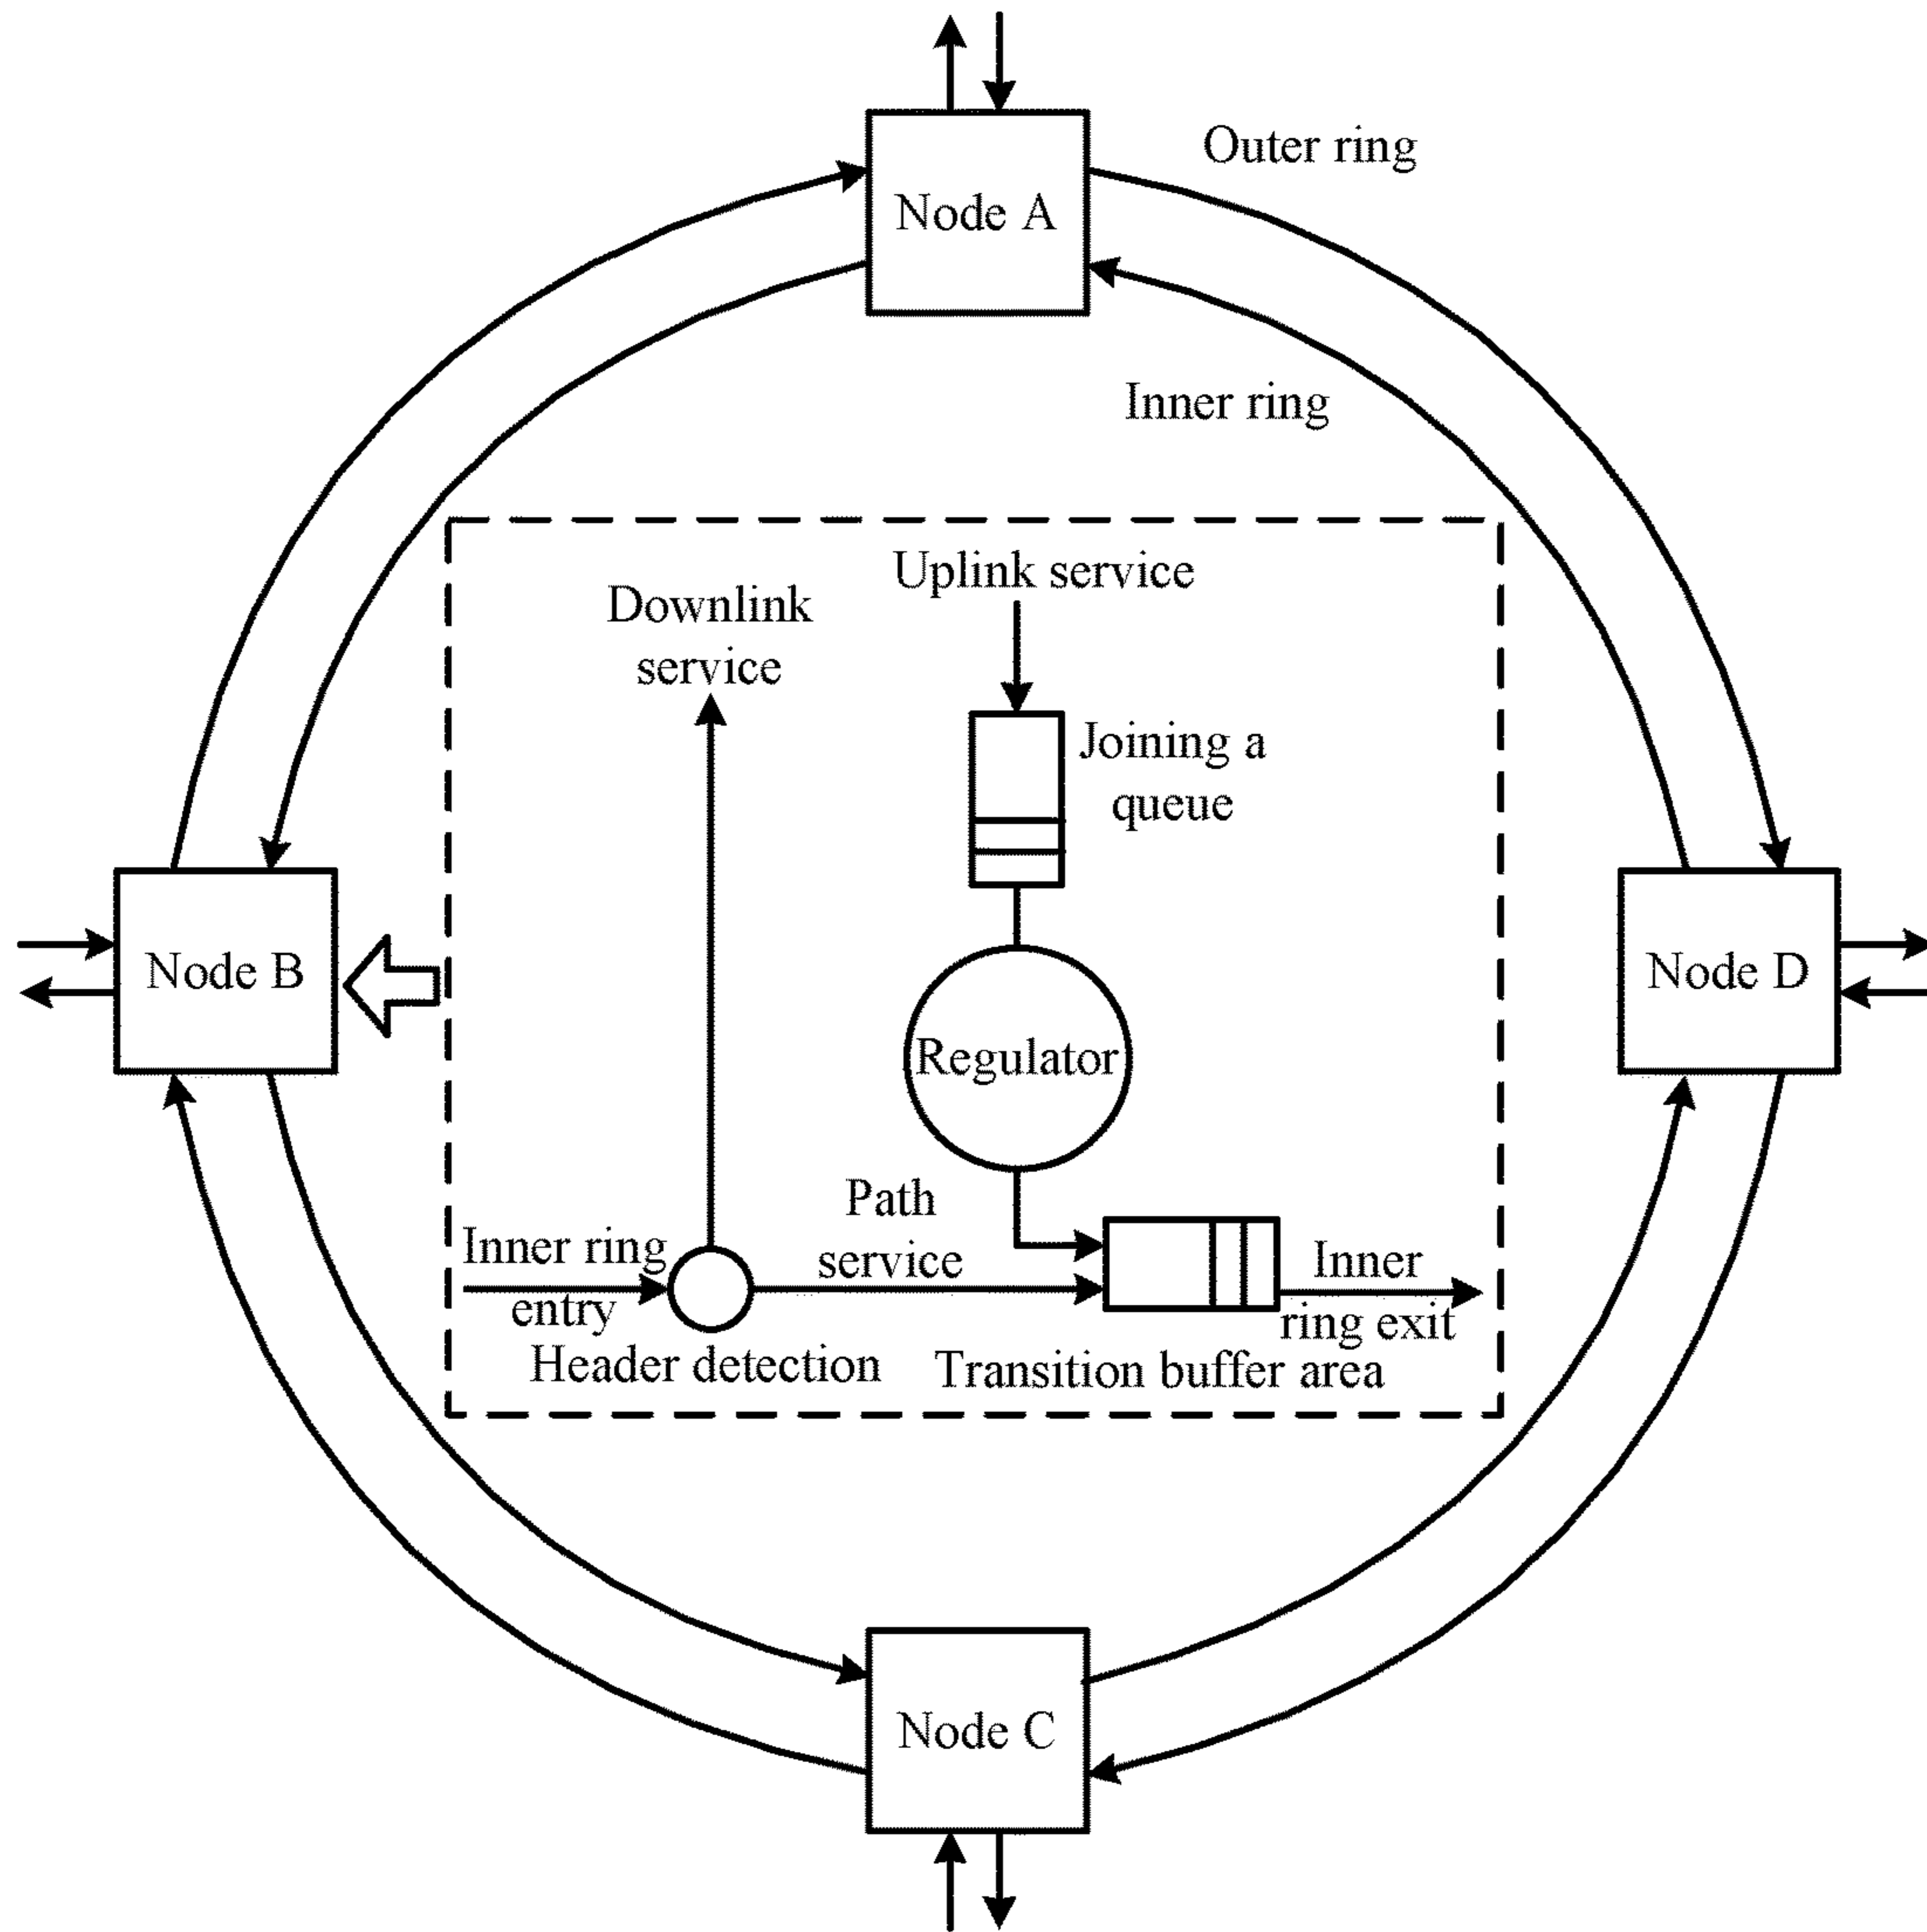 Outer ring
Node A
Inner ring
Uplink service
Downlink
service
Joining a
queue
Node B
Node D
Regulator
Path
service
Inner ring
entry
Inner
ring exit
Header detection
Transition buffer area
Node C